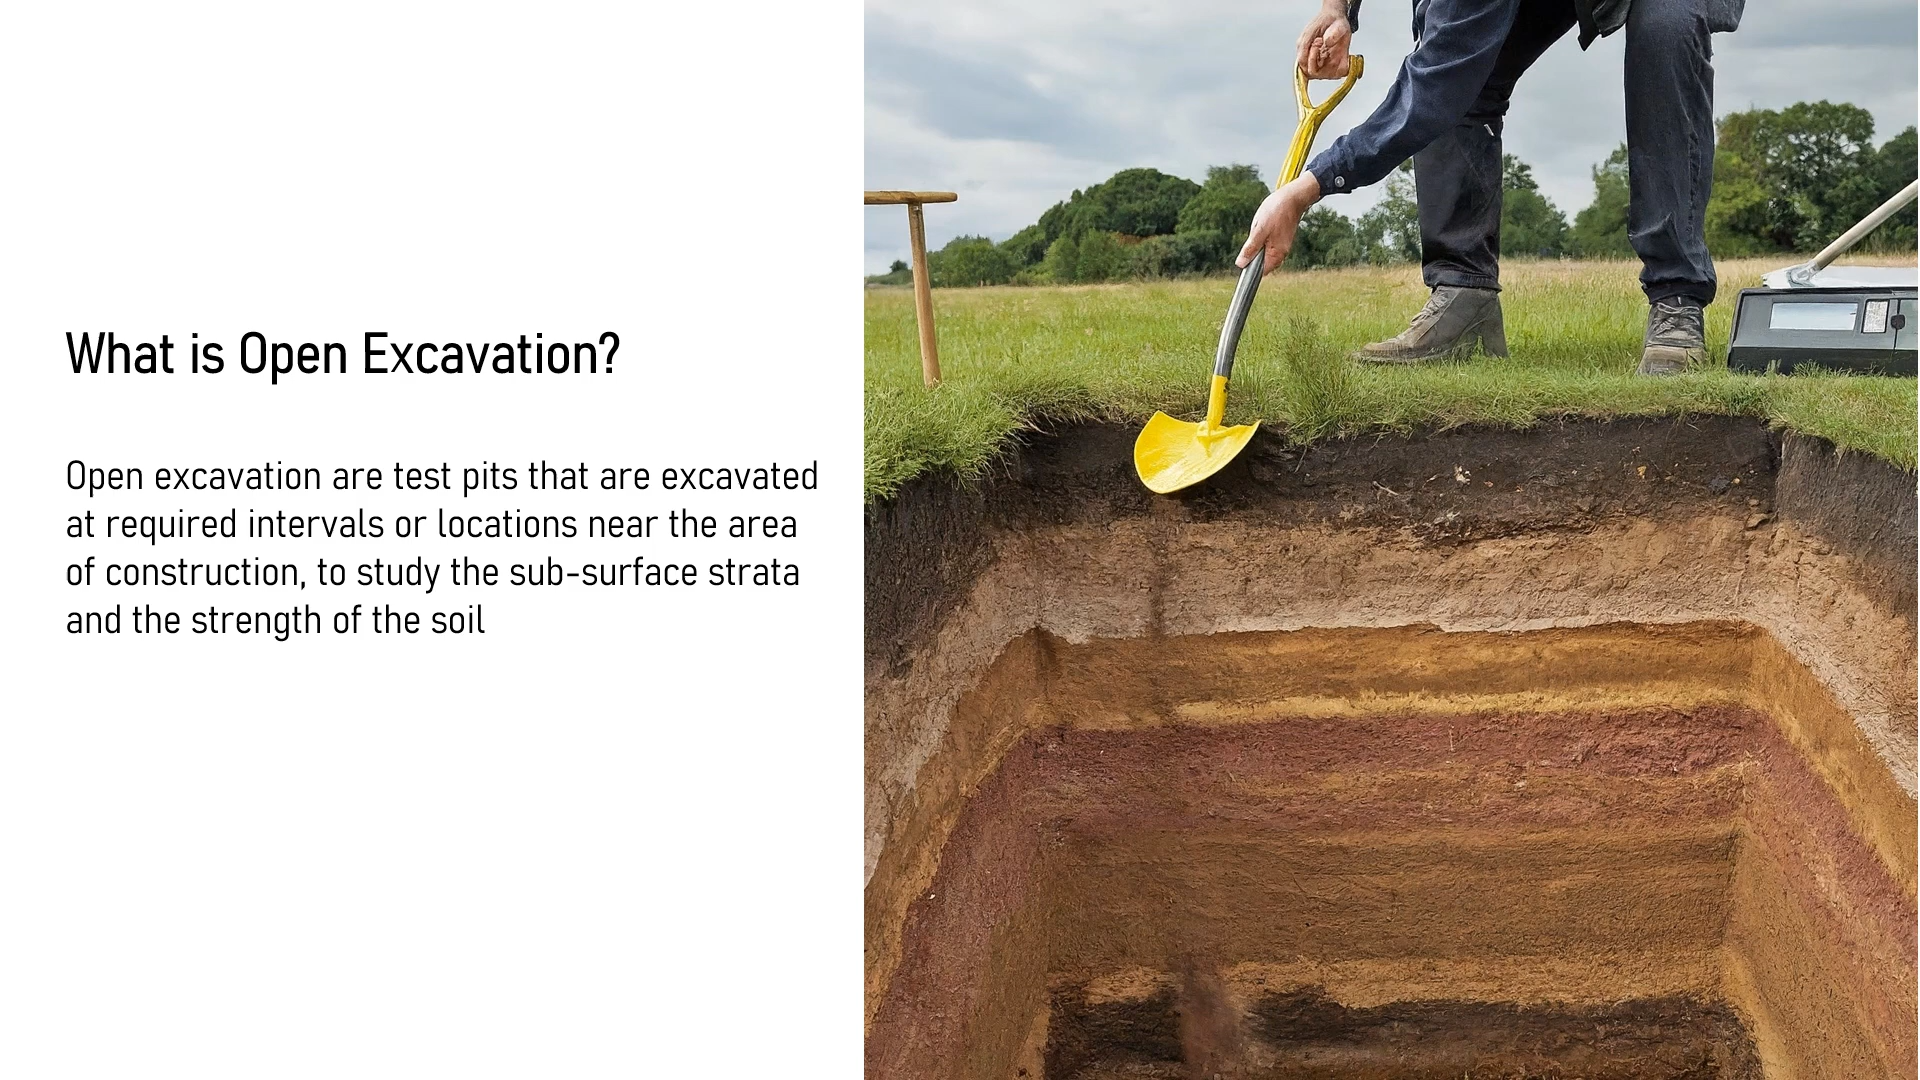 What is Open Excavation?
Open excavation are test pits that are excavated
at required intervals or locations near the area
of construction, to study the sub-surface strata
and the strength of the soil